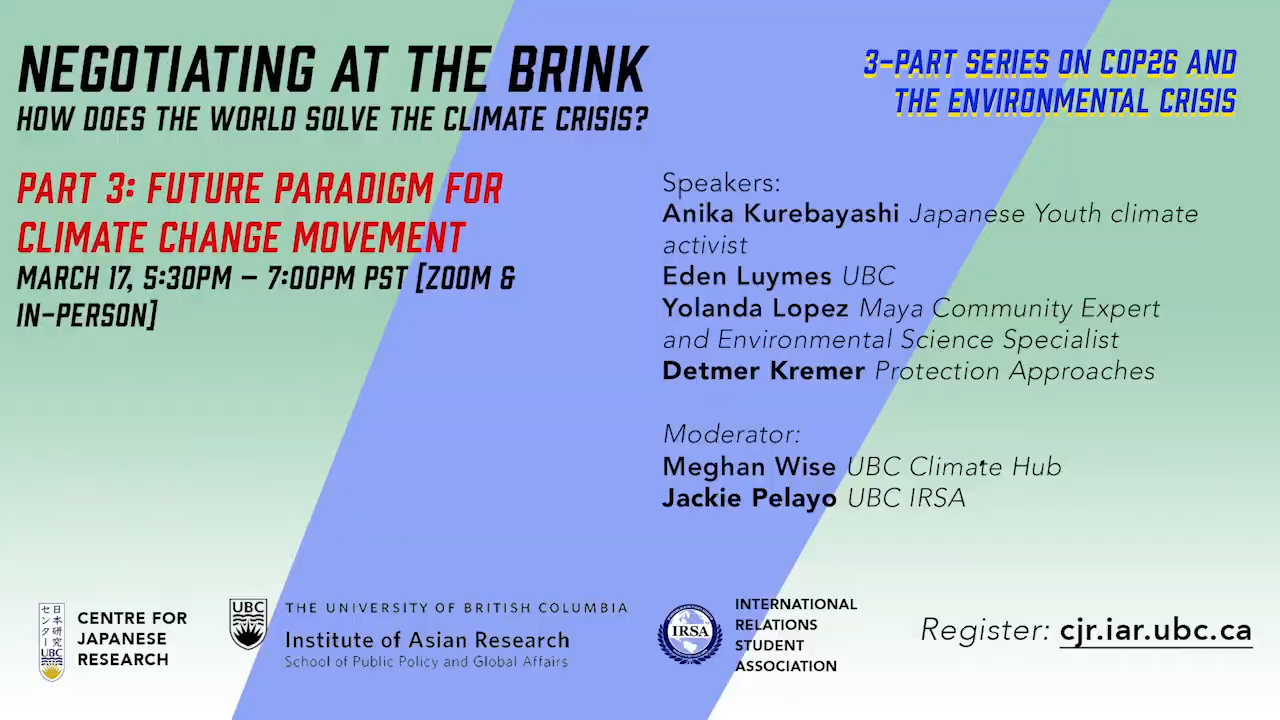 NEGOTIATING AT THE BRINK
HOW DOES THE WORLD SOLVE THE CLIMATE CRISIS?
3-PART SERIES ON COP26 AND
THE ENVIRONMENTAL CRISIS
PART 3: FUTURE PARADIGM FOR
CLIMATE CHANGE MOVEMENT
MARCH 17, 5:30PM – 7:00PM PST [ZOOM &
IN-PERSON]
Speakers:
Anika Kurebayashi Japanese Youth climate
activist
Eden Luymes UBC
Yolanda Lopez Maya Community Expert
and Environmental Science Specialist
Detmer Kremer Protection Approaches
Moderator:
Meghan Wise UBC Climate Hub
Jackie Pelayo UBC IRSA
日本研究
センター
UBC
CENTRE FOR
JAPANESE
RESEARCH
UBC
THE UNIVERSITY OF BRITISH COLUMBIA
Institute of Asian Research
School of Public Policy and Global Affairs
IRSA
INTERNATIONAL
RELATIONS
STUDENT
ASSOCIATION
Register: cjr.iar.ubc.ca